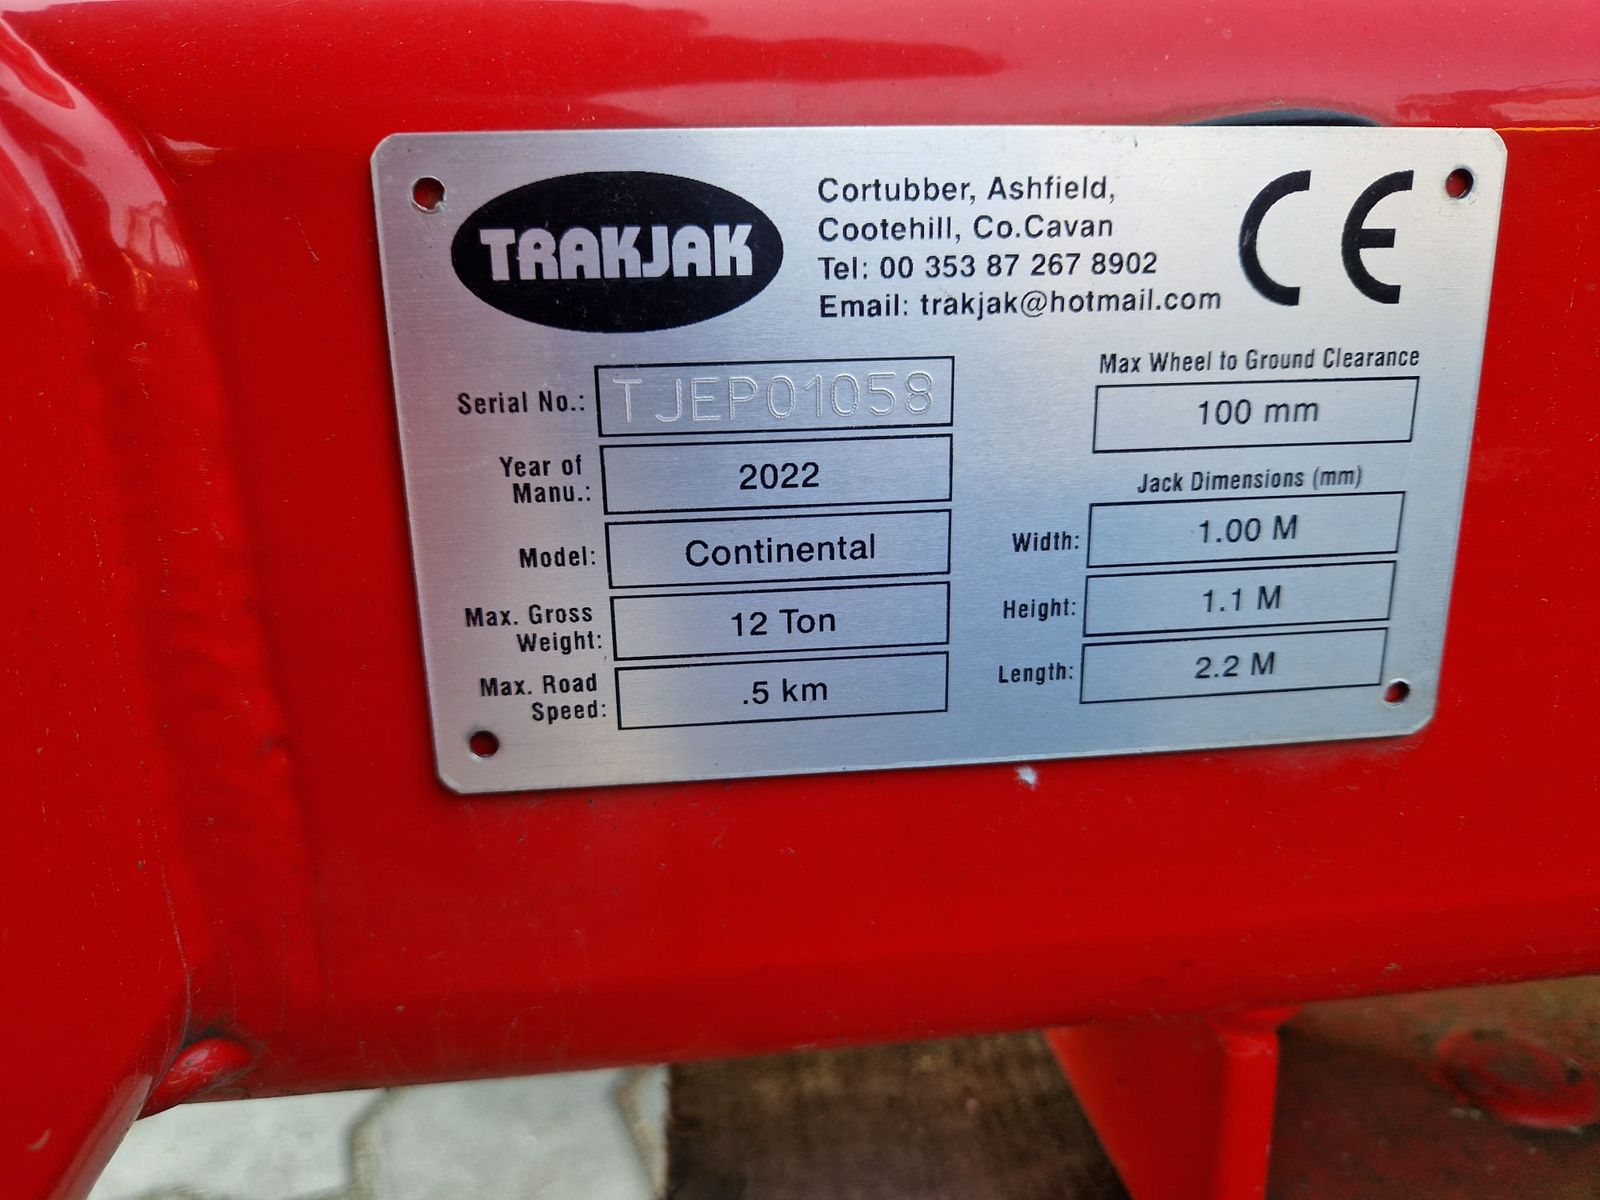 TRAKJAK
Cortubber, Ashfield,
Cootehill, Co.Cavan
Tel: 00 353 87 267 8902
Email: trakjak@hotmail.com
CE
Serial No.: TJEP01058
Year of
Manu.: 2022
Model: Continental
Max. Gross
Weight: 12 Ton
Max. Road
Speed: .5 km
Max Wheel to Ground Clearance
100 mm
Jack Dimensions (mm)
Width: 1.00 M
Height: 1.1 M
Length: 2.2 M